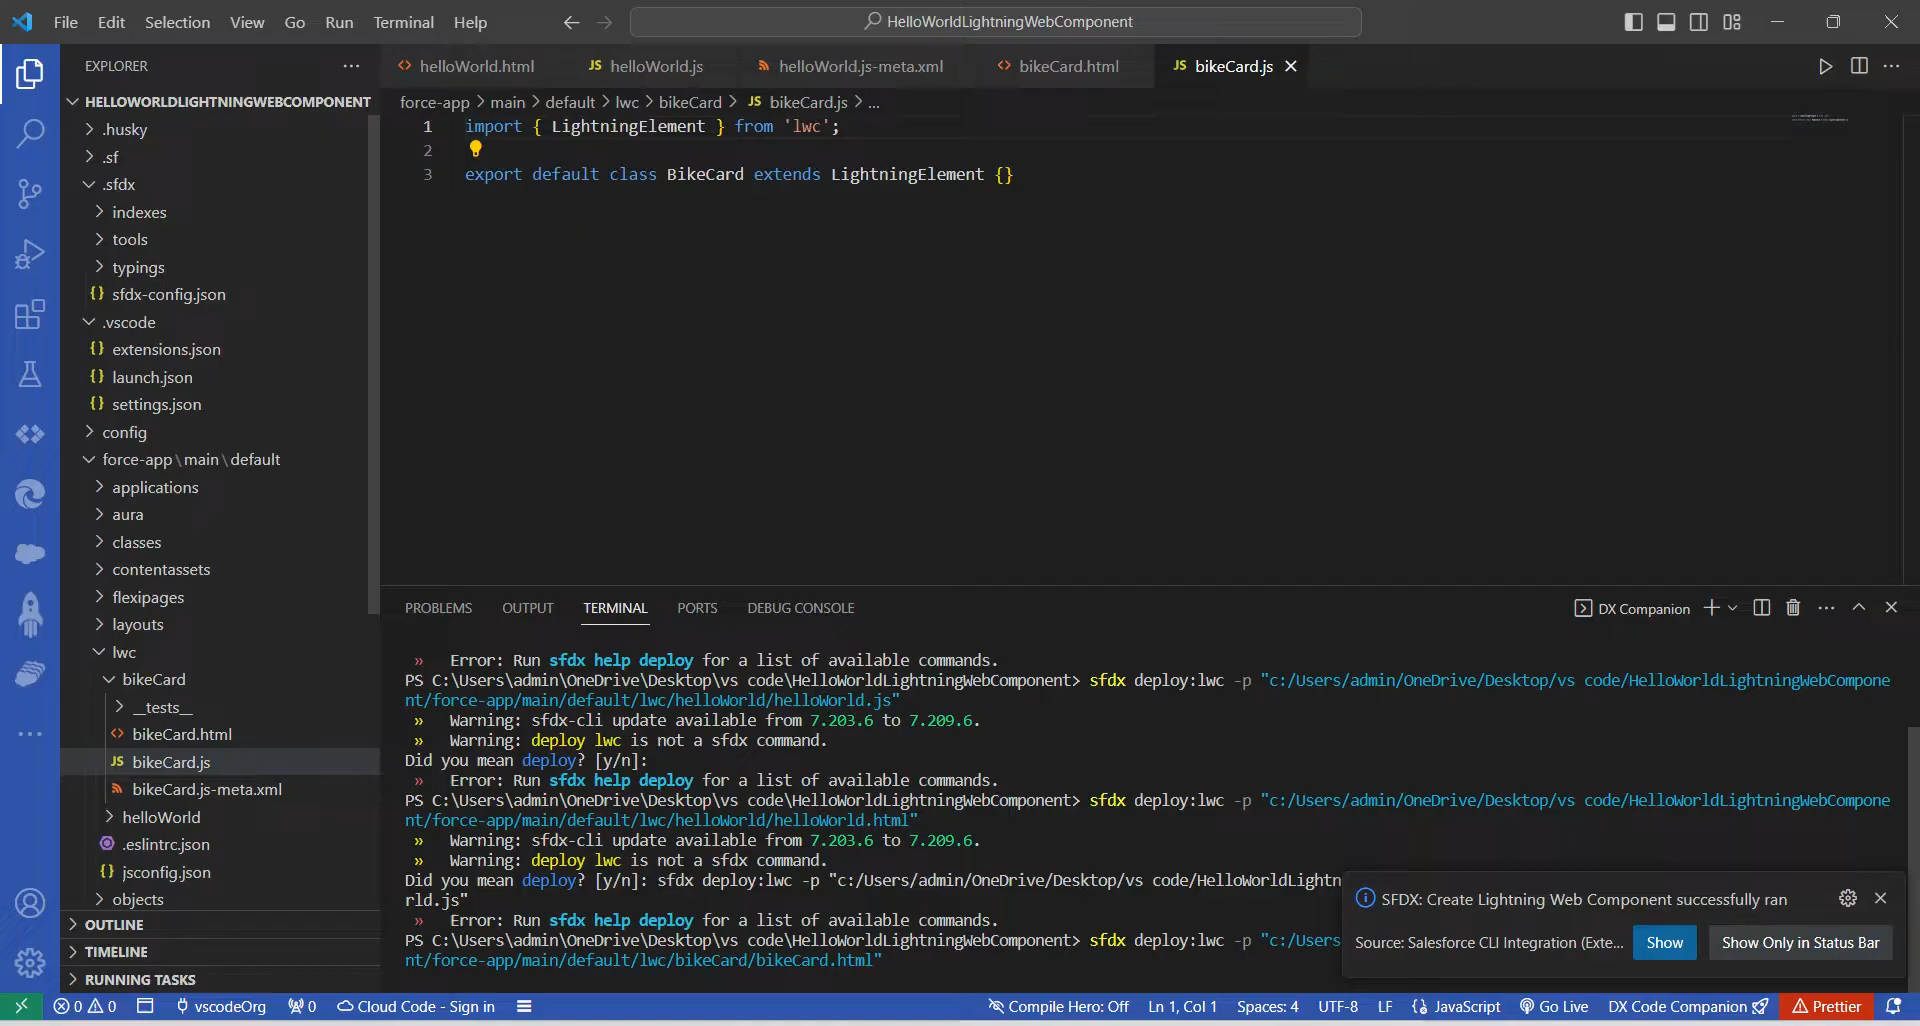 File Edit Selection View Go Run Terminal Help
HelloWorldLightningWebComponent
EXPLORER
HELLOWORLDLIGHTNINGWEBCOMPONENT
.husky
.sf
.sfdx
indexes
tools
typings
{} sfdx-config.json
.vscode
{} extensions.json
{} launch.json
{} settings.json
config
force-app\main\default
applications
aura
classes
contentassets
flexipages
layouts
lwc
bikeCard
__tests__
<> bikeCard.html
JS bikeCard.js
bikeCard.js-meta.xml
helloWorld
.eslintrc.json
{} jsconfig.json
objects
OUTLINE
TIMELINE
RUNNING TASKS
<> helloWorld.html JS helloWorld.js helloWorld.js-meta.xml <> bikeCard.html JS bikeCard.js
force-app > main > default > lwc > bikeCard > JS bikeCard.js > ...
1 import { LightningElement } from 'lwc';
2
3 export default class BikeCard extends LightningElement {}
PROBLEMS OUTPUT TERMINAL PORTS DEBUG CONSOLE
DX Companion
» Error: Run sfdx help deploy for a list of available commands.
PS C:\Users\admin\OneDrive\Desktop\vs code\HelloWorldLightningWebComponent> sfdx deploy:lwc -p "c:/Users/admin/OneDrive/Desktop/vs code/HelloWorldLightningWebCompone
nt/force-app/main/default/lwc/helloWorld/helloWorld.js"
» Warning: sfdx-cli update available from 7.203.6 to 7.209.6.
» Warning: deploy lwc is not a sfdx command.
Did you mean deploy? [y/n]:
» Error: Run sfdx help deploy for a list of available commands.
PS C:\Users\admin\OneDrive\Desktop\vs code\HelloWorldLightningWebComponent> sfdx deploy:lwc -p "c:/Users/admin/OneDrive/Desktop/vs code/HelloWorldLightningWebCompone
nt/force-app/main/default/lwc/helloWorld/helloWorld.html"
» Warning: sfdx-cli update available from 7.203.6 to 7.209.6.
» Warning: deploy lwc is not a sfdx command.
Did you mean deploy? [y/n]: sfdx deploy:lwc -p "c:/Users/admin/OneDrive/Desktop/vs code/HelloWorldLightn
rld.js"
» Error: Run sfdx help deploy for a list of available commands.
PS C:\Users\admin\OneDrive\Desktop\vs code\HelloWorldLightningWebComponent> sfdx deploy:lwc -p "c:/Users
nt/force-app/main/default/lwc/bikeCard/bikeCard.html"
SFDX: Create Lightning Web Component successfully ran
Source: Salesforce CLI Integration (Exte... Show Show Only in Status Bar
0 0 vscodeOrg 0 Cloud Code - Sign in Compile Hero: Off Ln 1, Col 1 Spaces: 4 UTF-8 LF {} JavaScript Go Live DX Code Companion Prettier